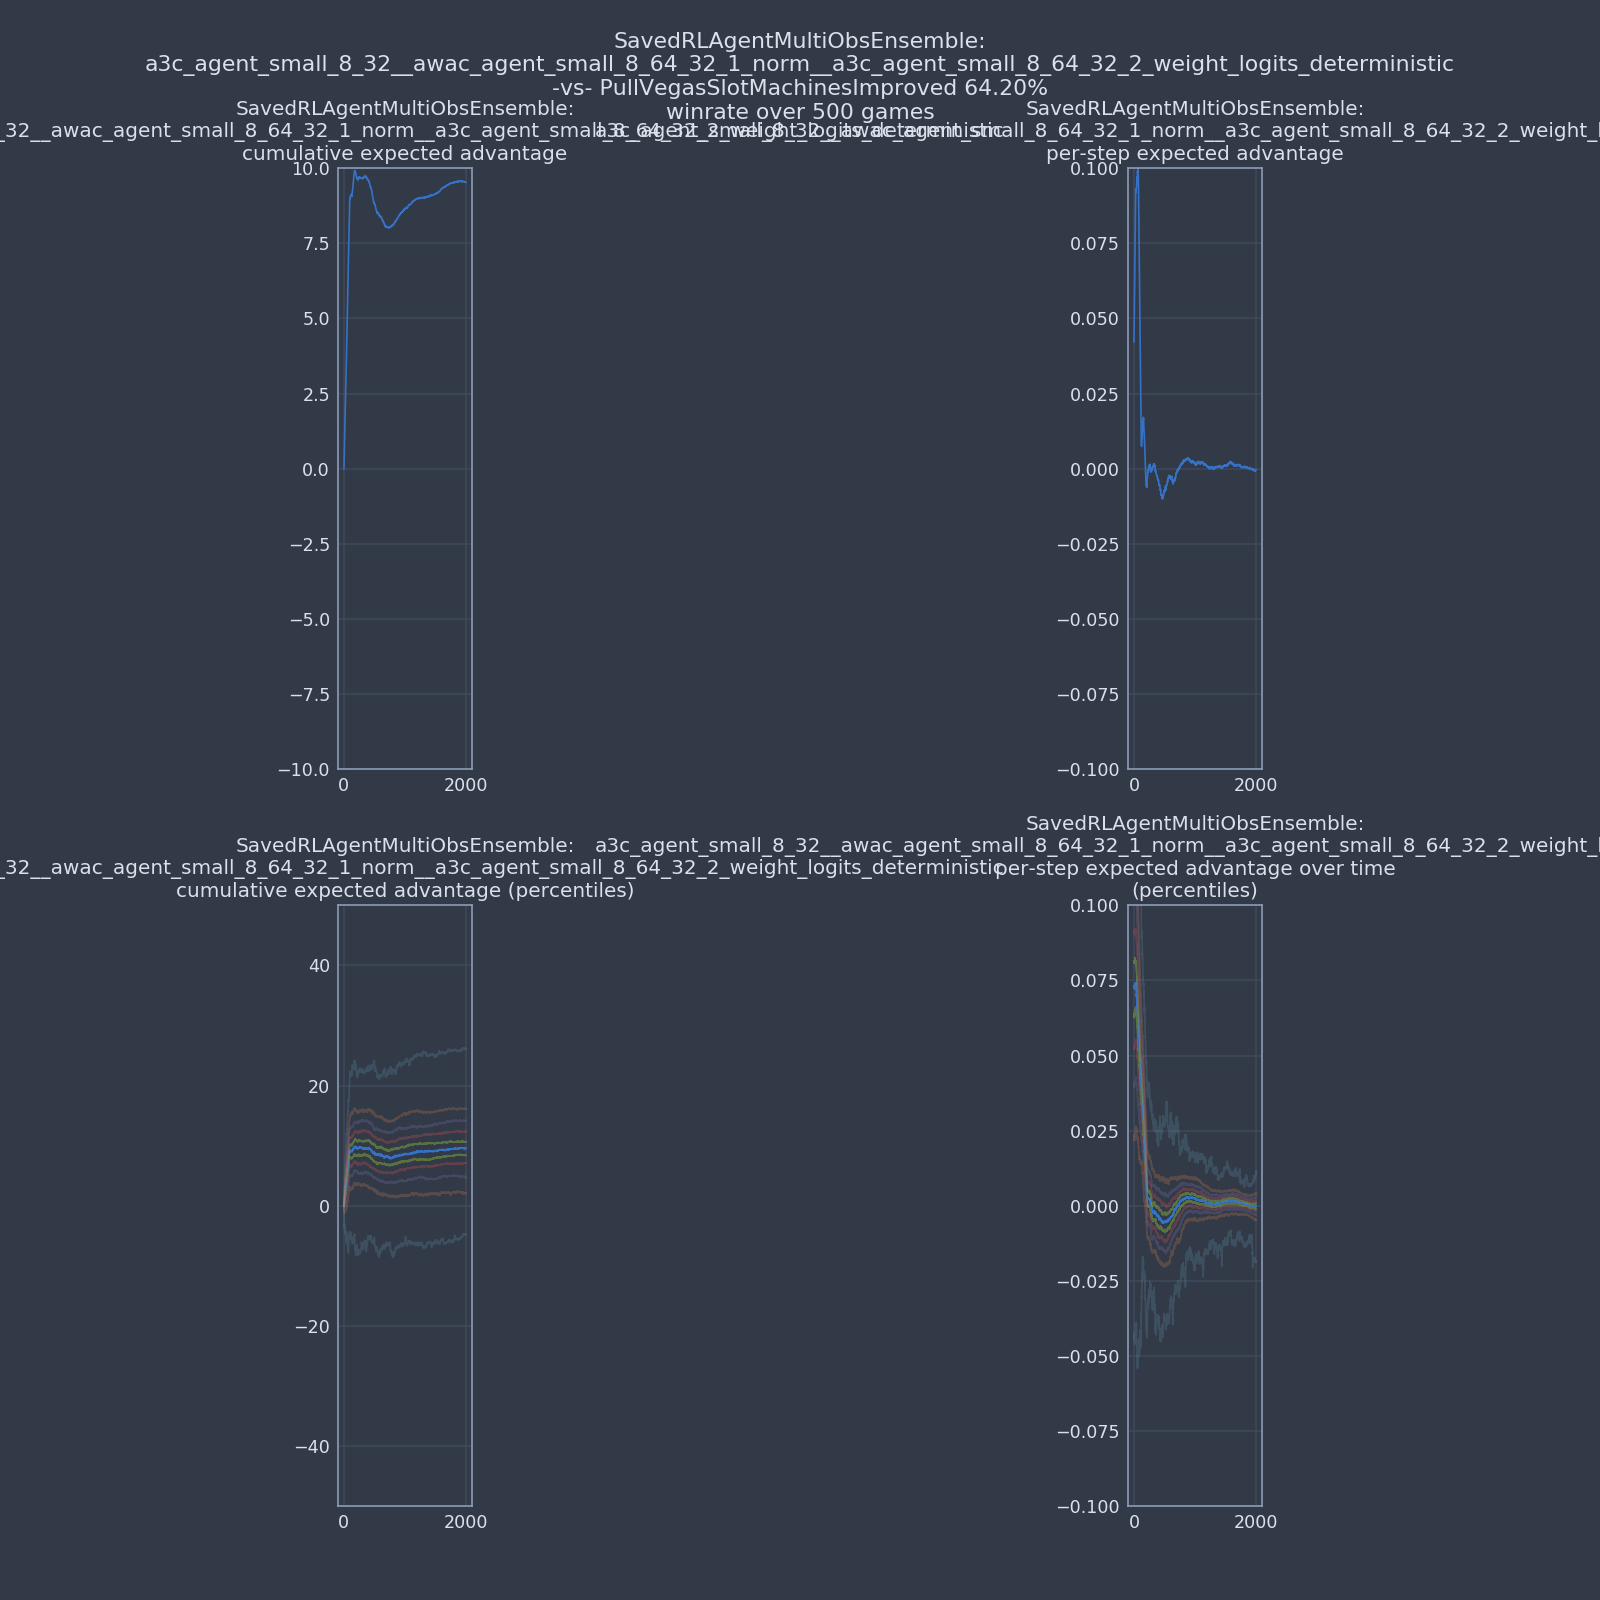 SavedRLAgentMultiObsEnsemble:
a3c_agent_small_8_32__awac_agent_small_8_64_32_1_norm__a3c_agent_small_8_64_32_2_weight_logits_deterministic
-vs- PullVegasSlotMachinesImproved 64.20%
winrate over 500 games
SavedRLAgentMultiObsEnsemble:
_32__awac_agent_small_8_64_32_1_norm__a3c_agent_small_8_64_32_2_weight_logits_deterministic
cumulative expected advantage
10.0
7.5
5.0
2.5
0.0
−2.5
−5.0
−7.5
−10.0
0
2000
SavedRLAgentMultiObsEnsemble:
a3c_agent_small_8_32__awac_agent_small_8_64_32_1_norm__a3c_agent_small_8_64_32_2_weight_l
per-step expected advantage
0.100
0.075
0.050
0.025
0.000
−0.025
−0.050
−0.075
−0.100
0
2000
SavedRLAgentMultiObsEnsemble:
_32__awac_agent_small_8_64_32_1_norm__a3c_agent_small_8_64_32_2_weight_logits_deterministic
cumulative expected advantage (percentiles)
40
20
0
−20
−40
0
2000
SavedRLAgentMultiObsEnsemble:
a3c_agent_small_8_32__awac_agent_small_8_64_32_1_norm__a3c_agent_small_8_64_32_2_weight_l
per-step expected advantage over time
(percentiles)
0.100
0.075
0.050
0.025
0.000
−0.025
−0.050
−0.075
−0.100
0
2000